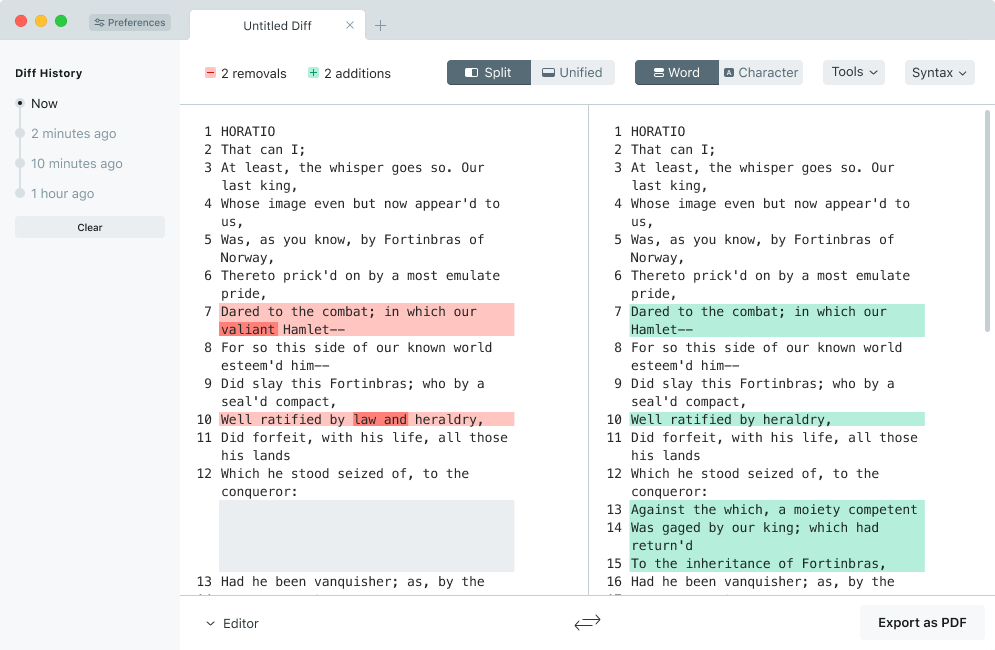 Preferences
Untitled Diff
Diff History
Now
2 minutes ago
10 minutes ago
1 hour ago
Clear
2 removals
2 additions
Split
Unified
Word
A Character
Tools
Syntax
1 HORATIO
2 That can I;
3 At least, the whisper goes so. Our
last king,
4 Whose image even but now appear'd to
us,
5 Was, as you know, by Fortinbras of
Norway,
6 Thereto prick'd on by a most emulate
pride,
7 Dared to the combat; in which our
valiant Hamlet--
8 For so this side of our known world
esteem'd him--
9 Did slay this Fortinbras; who by a
seal'd compact,
10 Well ratified by law and heraldry,
11 Did forfeit, with his life, all those
his lands
12 Which he stood seized of, to the
conqueror:
13 Had he been vanquisher; as, by the
1 HORATIO
2 That can I;
3 At least, the whisper goes so. Our
last king,
4 Whose image even but now appear'd to
us,
5 Was, as you know, by Fortinbras of
Norway,
6 Thereto prick'd on by a most emulate
pride,
7 Dared to the combat; in which our
Hamlet--
8 For so this side of our known world
esteem'd him--
9 Did slay this Fortinbras; who by a
seal'd compact,
10 Well ratified by heraldry,
11 Did forfeit, with his life, all those
his lands
12 Which he stood seized of, to the
conqueror:
13 Against the which, a moiety competent
14 Was gaged by our king; which had
return'd
15 To the inheritance of Fortinbras,
16 Had he been vanquisher; as, by the
Editor
Export as PDF